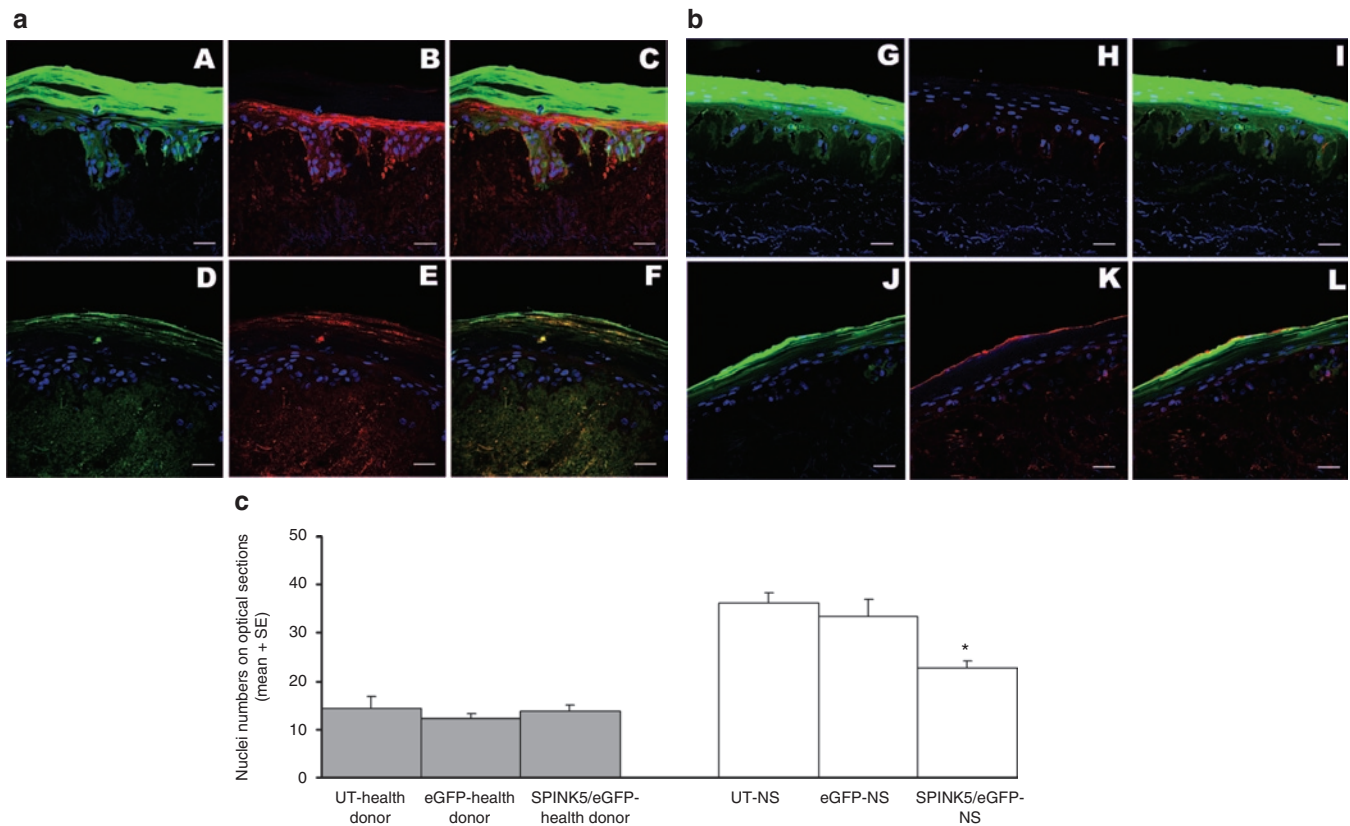 a
b
A
B
C
G
H
I
D
E
F
J
K
L
c
Nuclei numbers on optical sections
(mean + SE)
50
40
30
20
10
0
*
UT-health
donor
eGFP-health
donor
SPINK5/eGFP-
health donor
UT-NS
eGFP-NS
SPINK5/eGFP-
NS